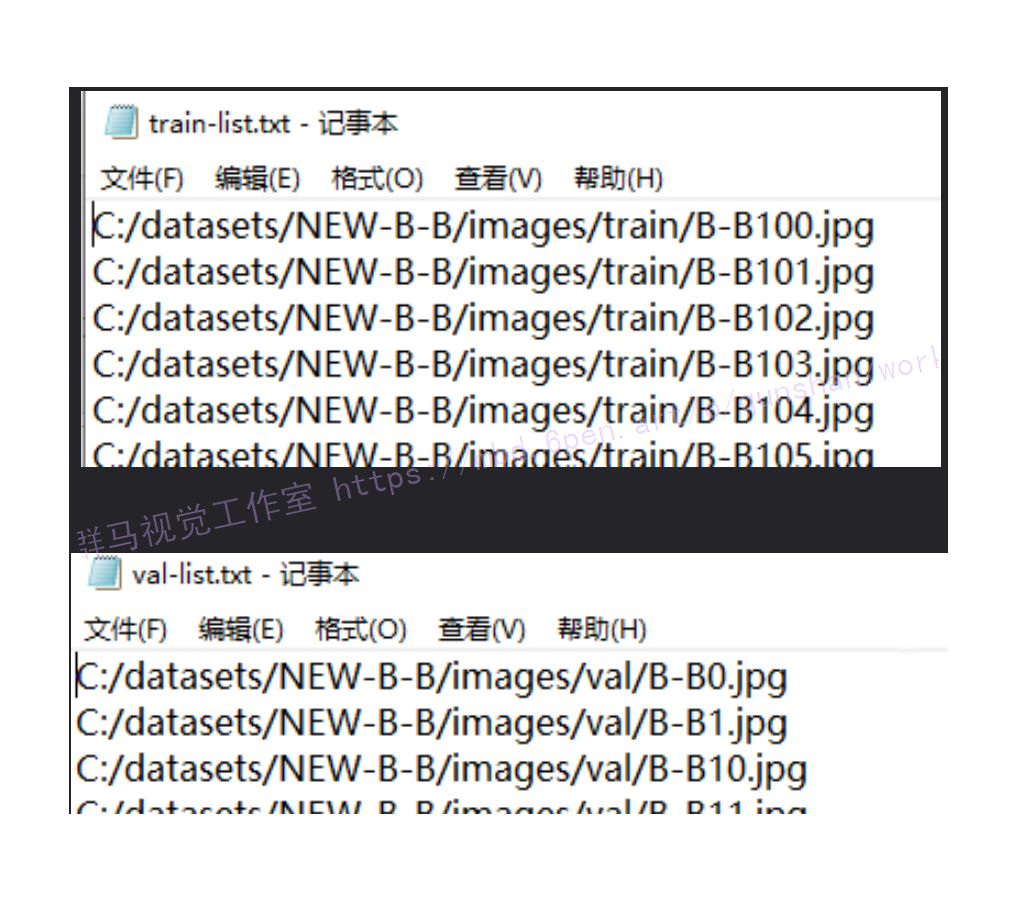 train-list.txt - 记事本
文件(F) 编辑(E) 格式(O) 查看(V) 帮助(H)
C:/datasets/NEW-B-B/images/train/B-B100.jpg
C:/datasets/NEW-B-B/images/train/B-B101.jpg
C:/datasets/NEW-B-B/images/train/B-B102.jpg
C:/datasets/NEW-B-B/images/train/B-B103.jpg
C:/datasets/NEW-B-B/images/train/B-B104.jpg
C:/datasets/NEW-B-B/images/train/B-B105.jpg
群马视觉工作室 https://
val-list.txt - 记事本
文件(F) 编辑(E) 格式(O) 查看(V) 帮助(H)
C:/datasets/NEW-B-B/images/val/B-B0.jpg
C:/datasets/NEW-B-B/images/val/B-B1.jpg
C:/datasets/NEW-B-B/images/val/B-B10.jpg
C:/datasets/NEW-B-B/images/val/B-B11.jpg